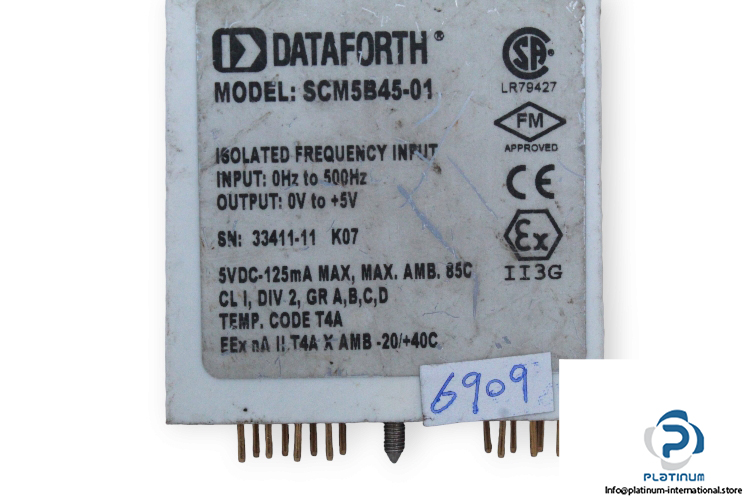 DATAFORTH®
MODEL: SCM5B45-01
ISOLATED FREQUENCY INPUT
INPUT: 0Hz to 500Hz
OUTPUT: 0V to +5V
SN: 33411-11 K07
5VDC-125mA MAX, MAX. AMB. 85C
CL I, DIV 2, GR A,B,C,D
TEMP. CODE T4A
EEx nA II T4A X AMB -20/+40C
SA
LR79427
FM
APPROVED
CE
Ex
II3G
6909
PLATINUM
Info@platinum-international.store